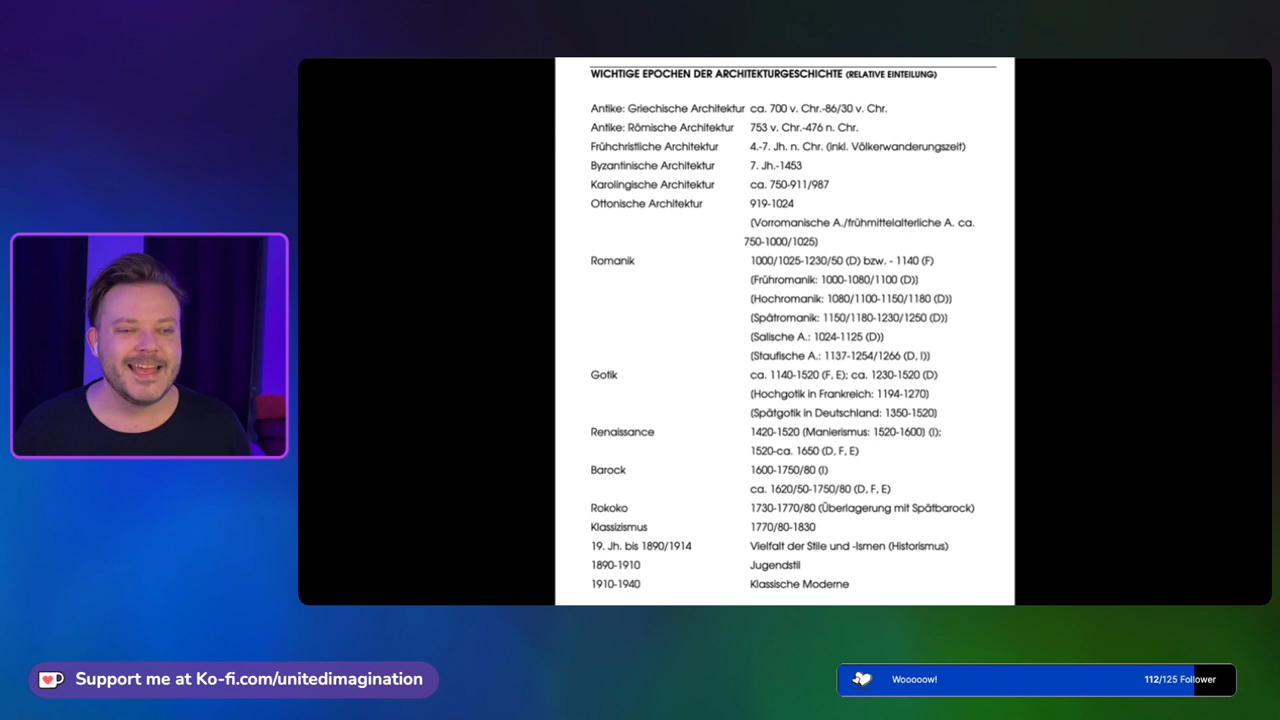 WICHTIGE EPOCHEN DER ARCHITEKTURGESCHICHTE (RELATIVE EINTEILUNG)
Antike: Griechische Architektur ca. 700 v. Chr.-86/30 v. Chr.
Antike: Römische Architektur 753 v. Chr.-476 n. Chr.
Frühchristliche Architektur 4.-7. Jh. n. Chr. (inkl. Völkerwanderungszeit)
Byzantinische Architektur 7. Jh.-1453
Karolingische Architektur ca. 750-911/987
Ottonische Architektur 919-1024
(Vorromanische A./frühmittelalterliche A. ca.
750-1000/1025)
Romanik 1000/1025-1230/50 (D) bzw. - 1140 (F)
(Frühromanik: 1000-1080/1100 (D))
(Hochromanik: 1080/1100-1150/1180 (D))
(Spätromanik: 1150/1180-1230/1250 (D))
(Salische A.: 1024-1125 (D))
(Staufische A.: 1137-1254/1266 (D, I))
Gotik ca. 1140-1520 (F, E); ca. 1230-1520 (D)
(Hochgotik in Frankreich: 1194-1270)
(Spätgotik in Deutschland: 1350-1520)
Renaissance 1420-1520 (Manierismus: 1520-1600) (I);
1520-ca. 1650 (D, F, E)
Barock 1600-1750/80 (I)
ca. 1620/50-1750/80 (D, F, E)
Rokoko 1730-1770/80 (Überlagerung mit Spätbarock)
Klassizismus 1770/80-1830
19. Jh. bis 1890/1914 Vielfalt der Stile und -Ismen (Historismus)
1890-1910 Jugendstil
1910-1940 Klassische Moderne
Support me at Ko-fi.com/unitedimagination
Wooooow! 112/125 Follower